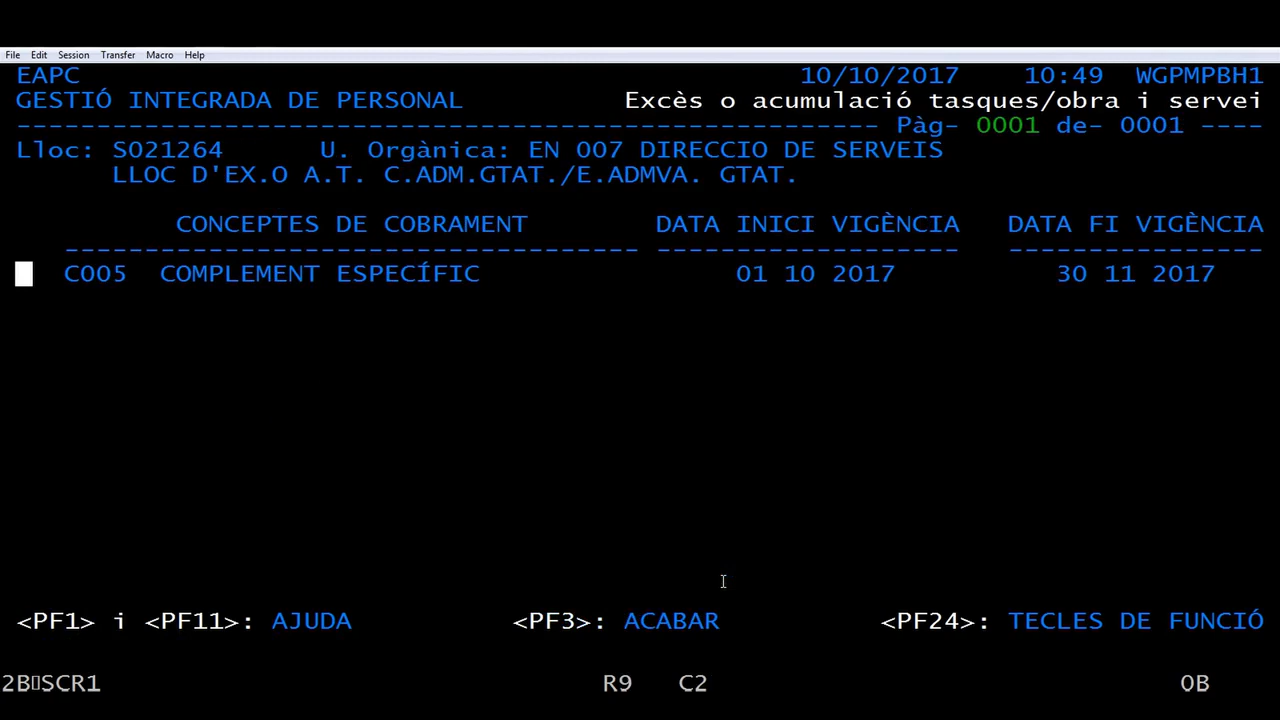 File Edit Session Transfer Macro Help
EAPC 10/10/2017 10:49 WGPMPBH1
GESTIÓ INTEGRADA DE PERSONAL Excès o acumulació tasques/obra i servei
------------------------------------------------------ Pàg- 0001 de- 0001 ----
Lloc: S021264 U. Orgànica: EN 007 DIRECCIO DE SERVEIS
LLOC D'EX.O A.T. C.ADM.GTAT./E.ADMVA. GTAT.
CONCEPTES DE COBRAMENT DATA INICI VIGÈNCIA DATA FI VIGÈNCIA
------------------------------------ ------------------- ----------------
C005 COMPLEMENT ESPECÍFIC 01 10 2017 30 11 2017
<PF1> i <PF11>: AJUDA <PF3>: ACABAR <PF24>: TECLES DE FUNCIÓ
2B▯SCR1 R9 C2 0B